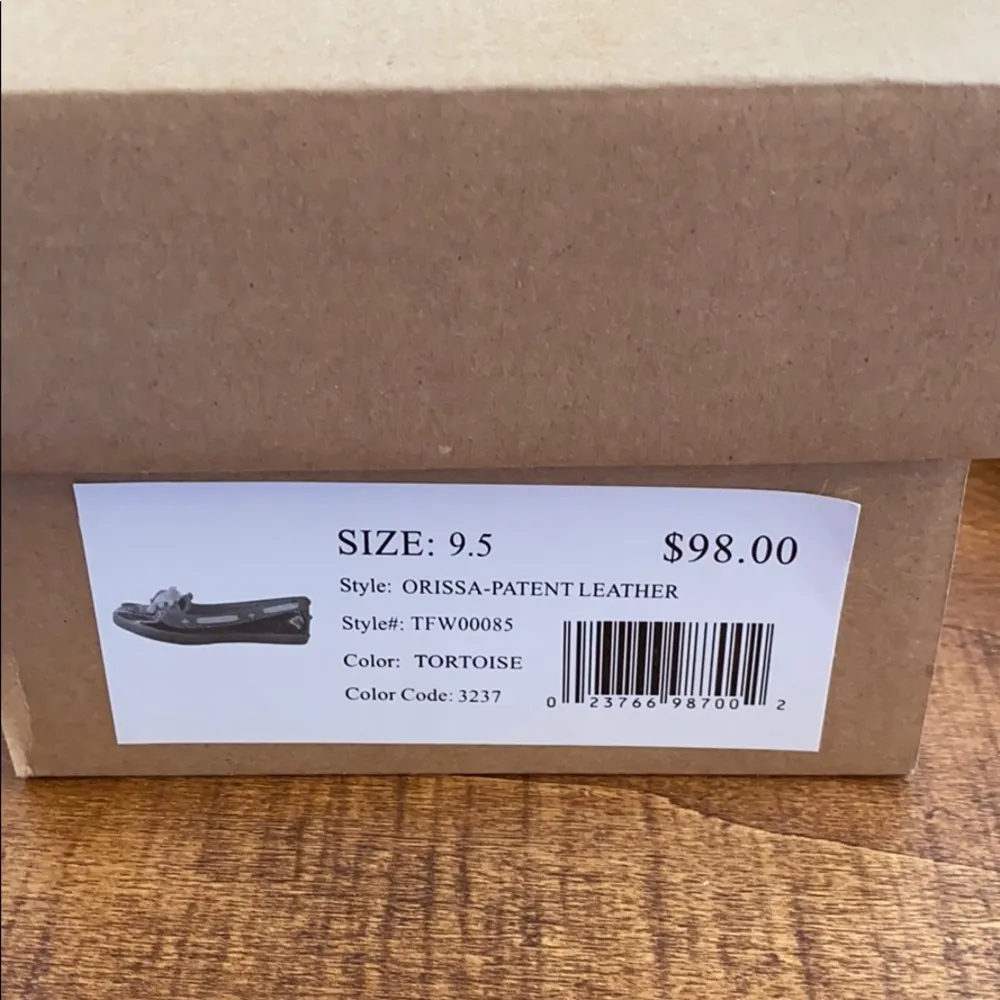 SIZE: 9.5
$98.00
Style: ORISSA-PATENT LEATHER
Style#: TFW00085
Color: TORTOISE
Color Code: 3237
0 23766 98700 2